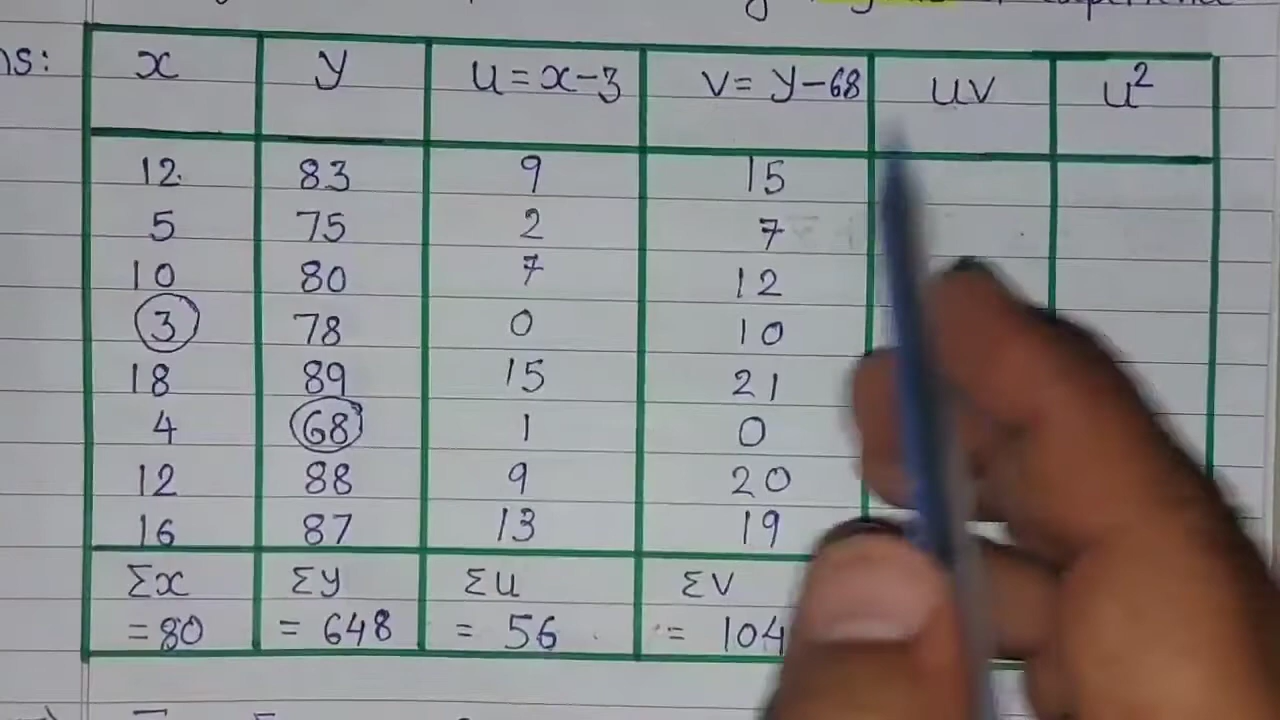 ns:
x y u = x-3 v = y-68 uv u²
12. 83 9 15
5 75 2 7
10 80 7 12
3 78 0 10
18 89 15 21
4 68 1 0
12 88 9 20
16 87 13 19
Σx Σy Σu Σv
= 80 = 648 = 56 = 104